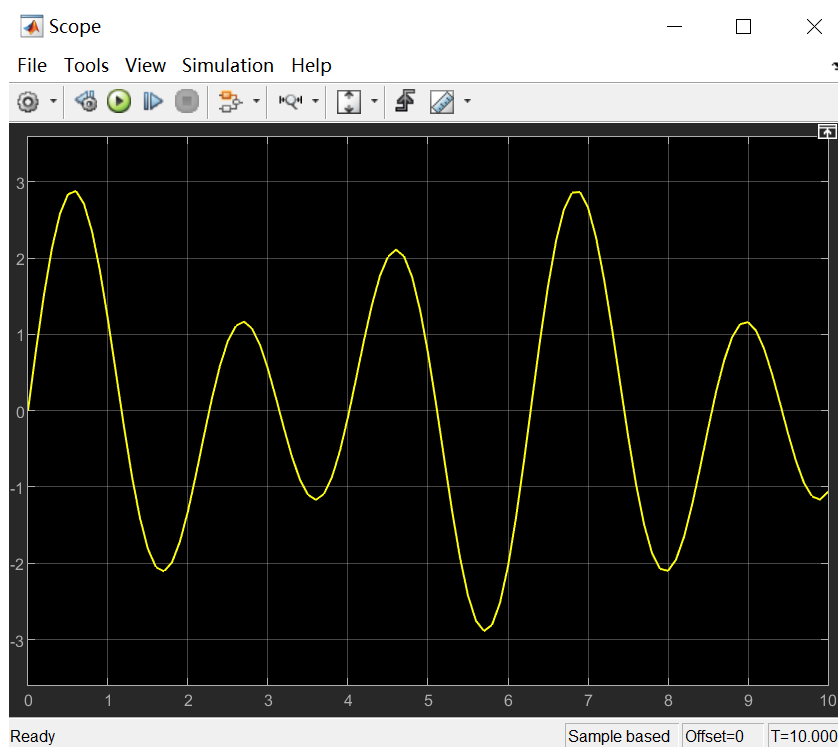 Scope
File Tools View Simulation Help
3
2
1
0
-1
-2
-3
0 1 2 3 4 5 6 7 8 9 10
Ready Sample based Offset=0 T=10.000